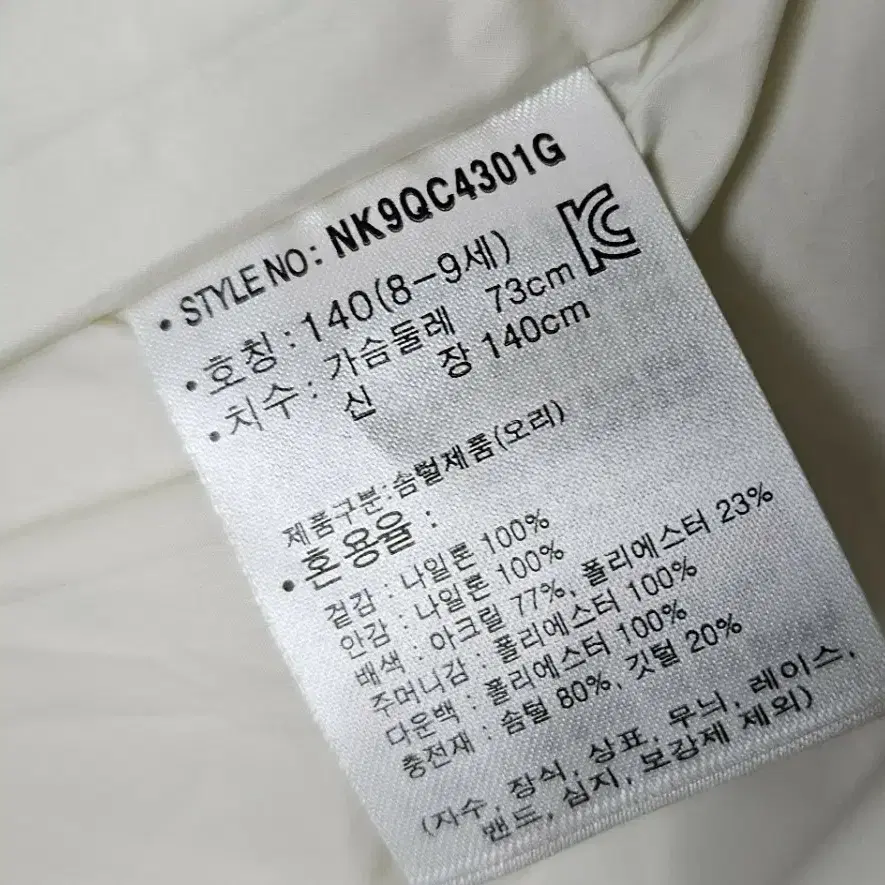 • STYLE NO : NK9QC4301G
• 호칭 : 140(8-9세)
• 치수 : 가슴둘레 73cm
신 장 140cm
제품구분:솜털제품(오리)
• 혼용율 :
겉감 : 나일론 100%
안감 : 나일론 100%
배색 : 아크릴 77%, 폴리에스터 23%
주머니감 : 폴리에스터 100%
다운백 : 폴리에스터 100%
충전재 : 솜털 80%, 깃털 20%
(자수, 장식, 상표, 무늬, 레이스,
밴드, 심지, 보강제 제외)